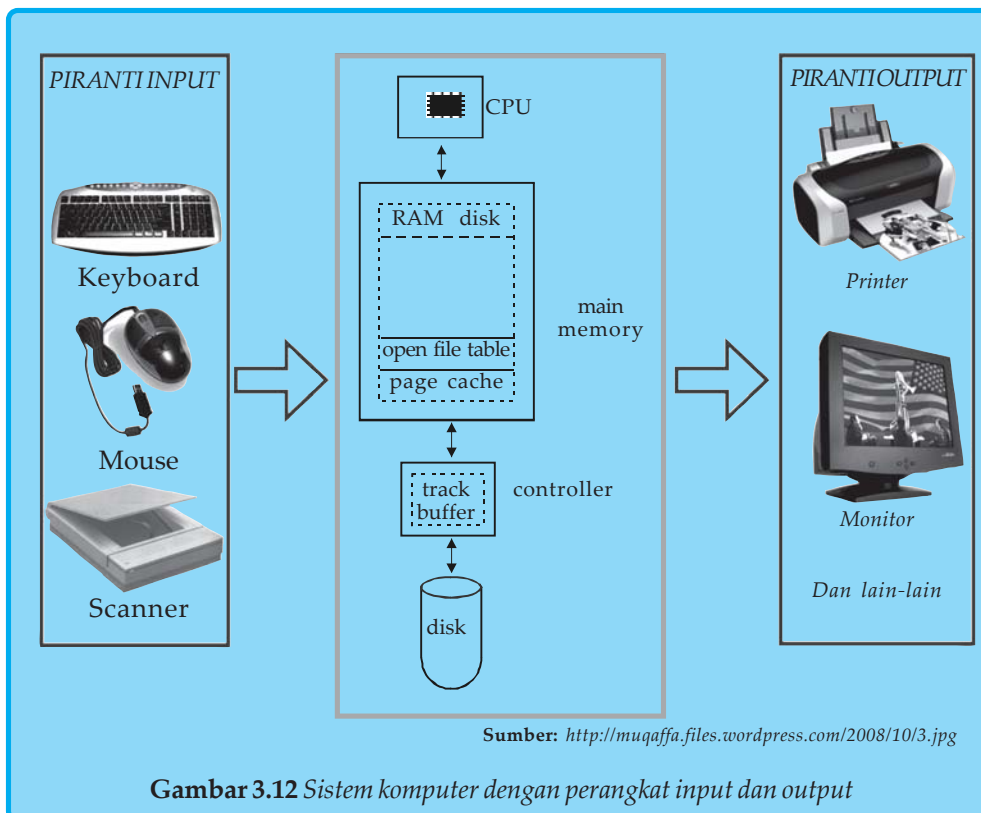 PIRANTI INPUT
Keyboard
Mouse
Scanner
CPU
RAM disk
open file table
page cache
main
memory
track
buffer
controller
disk
PIRANTI OUTPUT
Printer
Monitor
Dan lain-lain
Sumber: http://muqaffa.files.wordpress.com/2008/10/3.jpg
Gambar 3.12 Sistem komputer dengan perangkat input dan output